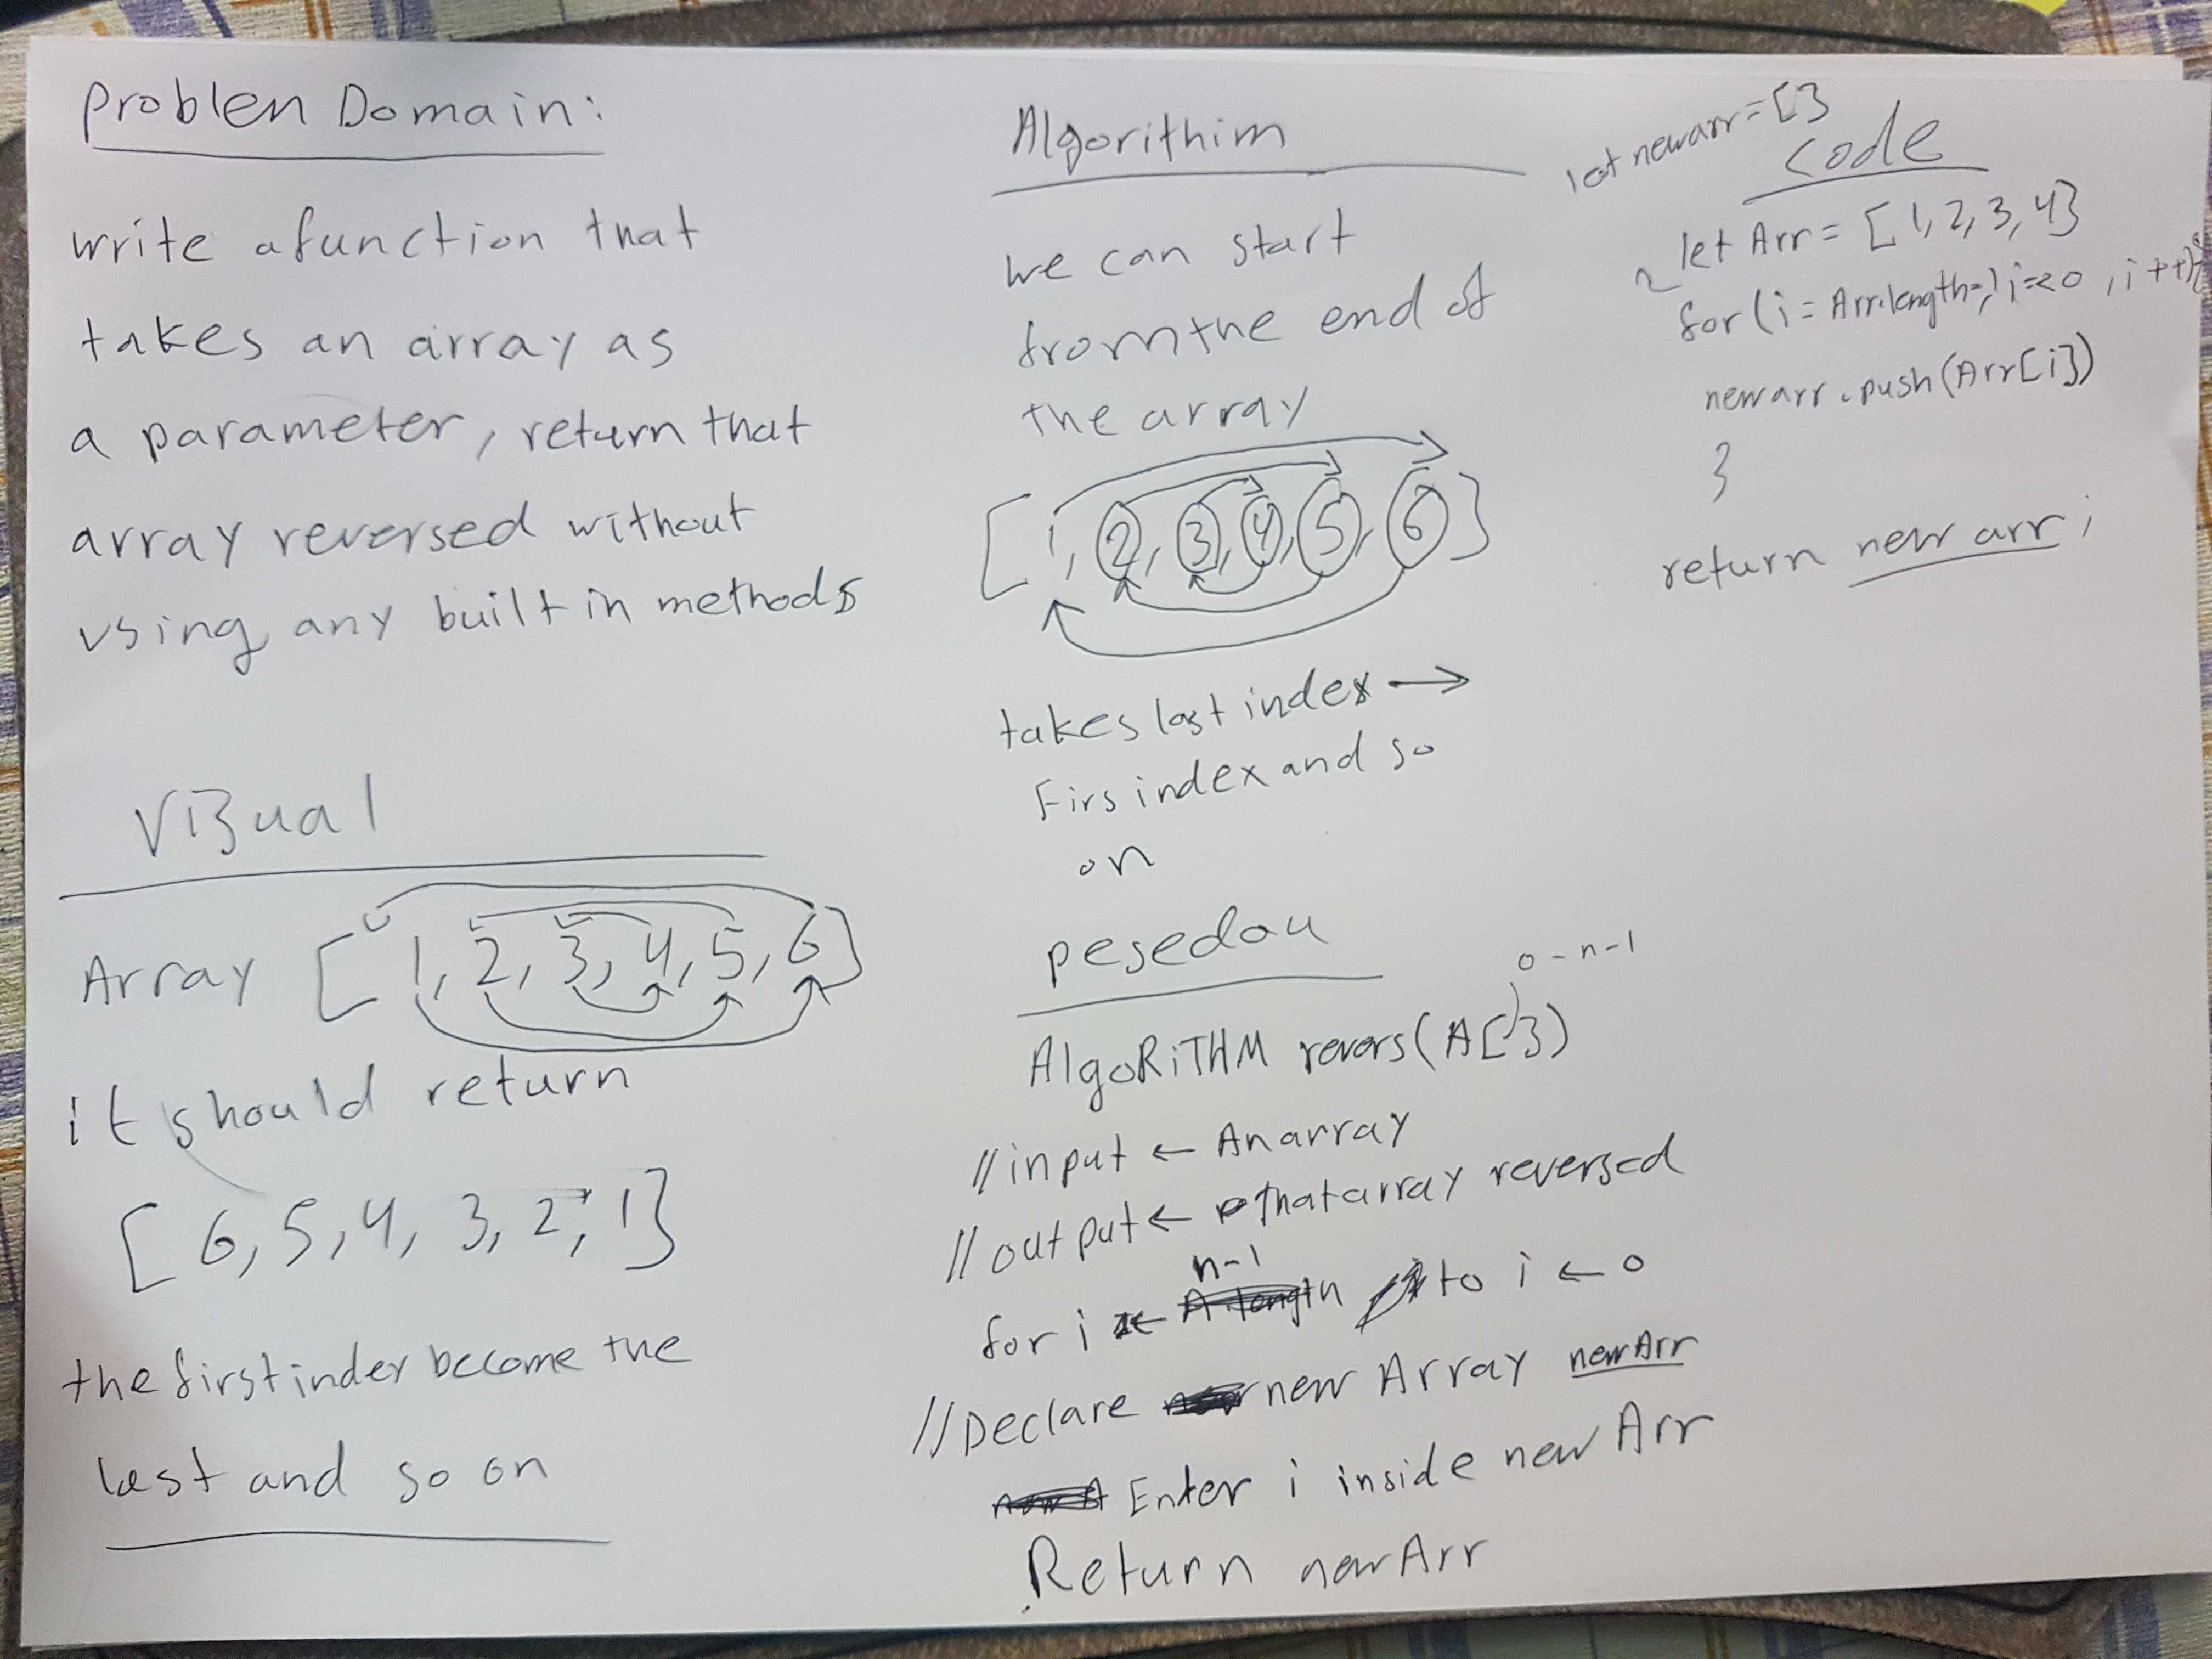 problen Domain:
write a function that
takes an array as
a parameter, return that
array reversed without
using any built in methods
Visual
Array [1, 2, 3, 4, 5, 6]
it should return
[6, 5, 4, 3, 2, 1]
the first inder become the
last and so on
Algorithim
we can start
from the end of
the array
[1, 2, 3, 4, 5, 6]
takes last index →
Firs index and so
on
pesedou
0 - n-1
AlgoRiTHM revers(A[])
//input ← An array
//output ← that array reversed
n-1
for i ← to i ← 0
//Declare new Array newArr
Enter i inside new Arr
Return newArr
let newarr = []
code
let Arr = [1, 2, 3, 4]
for (i = Arr.length i=<0 , i++){
newarr.push(Arr[i])
}
return new arr;